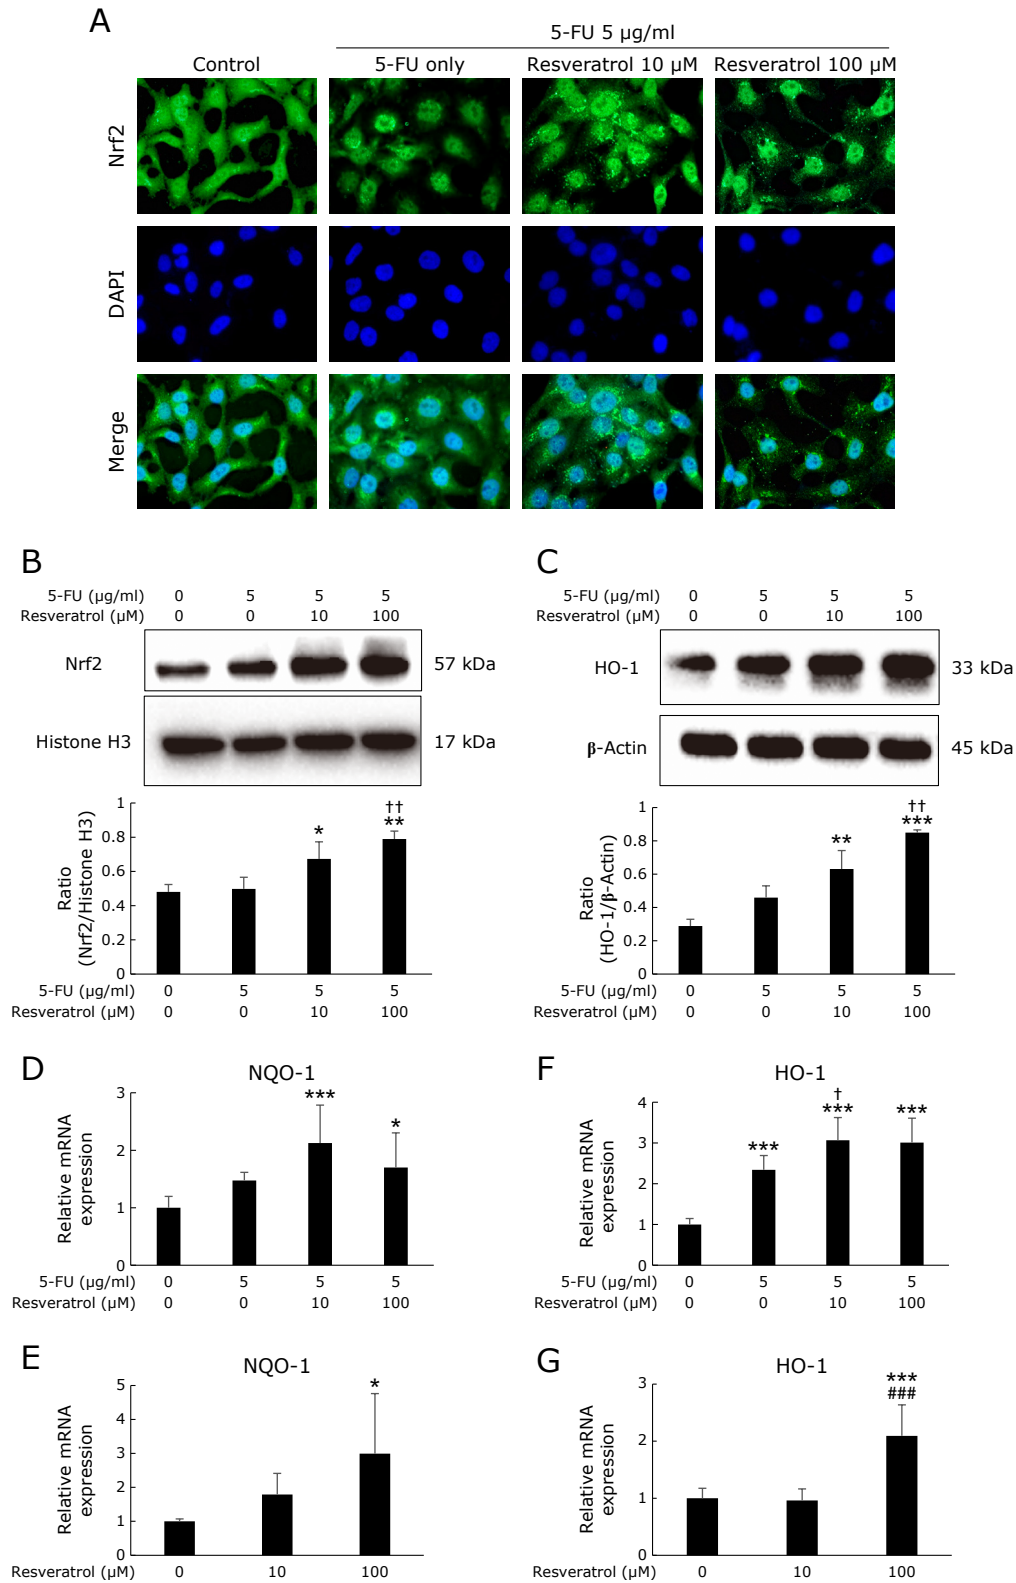 A
5-FU 5 µg/ml
Control 5-FU only Resveratrol 10 µM Resveratrol 100 µM
Nrf2
DAPI
Merge
B
5-FU (µg/ml) 0 5 5 5
Resveratrol (µM) 0 0 10 100
Nrf2 57 kDa
Histone H3 17 kDa
Ratio
(Nrf2/Histone H3)
1
0.8
0.6
0.4
0.2
0
*
††
**
5-FU (µg/ml) 0 5 5 5
Resveratrol (µM) 0 0 10 100
C
5-FU (µg/ml) 0 5 5 5
Resveratrol (µM) 0 0 10 100
HO-1 33 kDa
β-Actin 45 kDa
Ratio
(HO-1/β-Actin)
1
0.8
0.6
0.4
0.2
0
**
††
***
5-FU (µg/ml) 0 5 5 5
Resveratrol (µM) 0 0 10 100
D
NQO-1
Relative mRNA
expression
3
2
1
0
***
*
5-FU (µg/ml) 0 5 5 5
Resveratrol (µM) 0 0 10 100
F
HO-1
Relative mRNA
expression
4
3
2
1
0
***
†
***
***
5-FU (µg/ml) 0 5 5 5
Resveratrol (µM) 0 0 10 100
E
NQO-1
Relative mRNA
expression
5
4
3
2
1
0
*
Resveratrol (µM) 0 10 100
G
HO-1
Relative mRNA
expression
3
2
1
0
***
###
Resveratrol (µM) 0 10 100